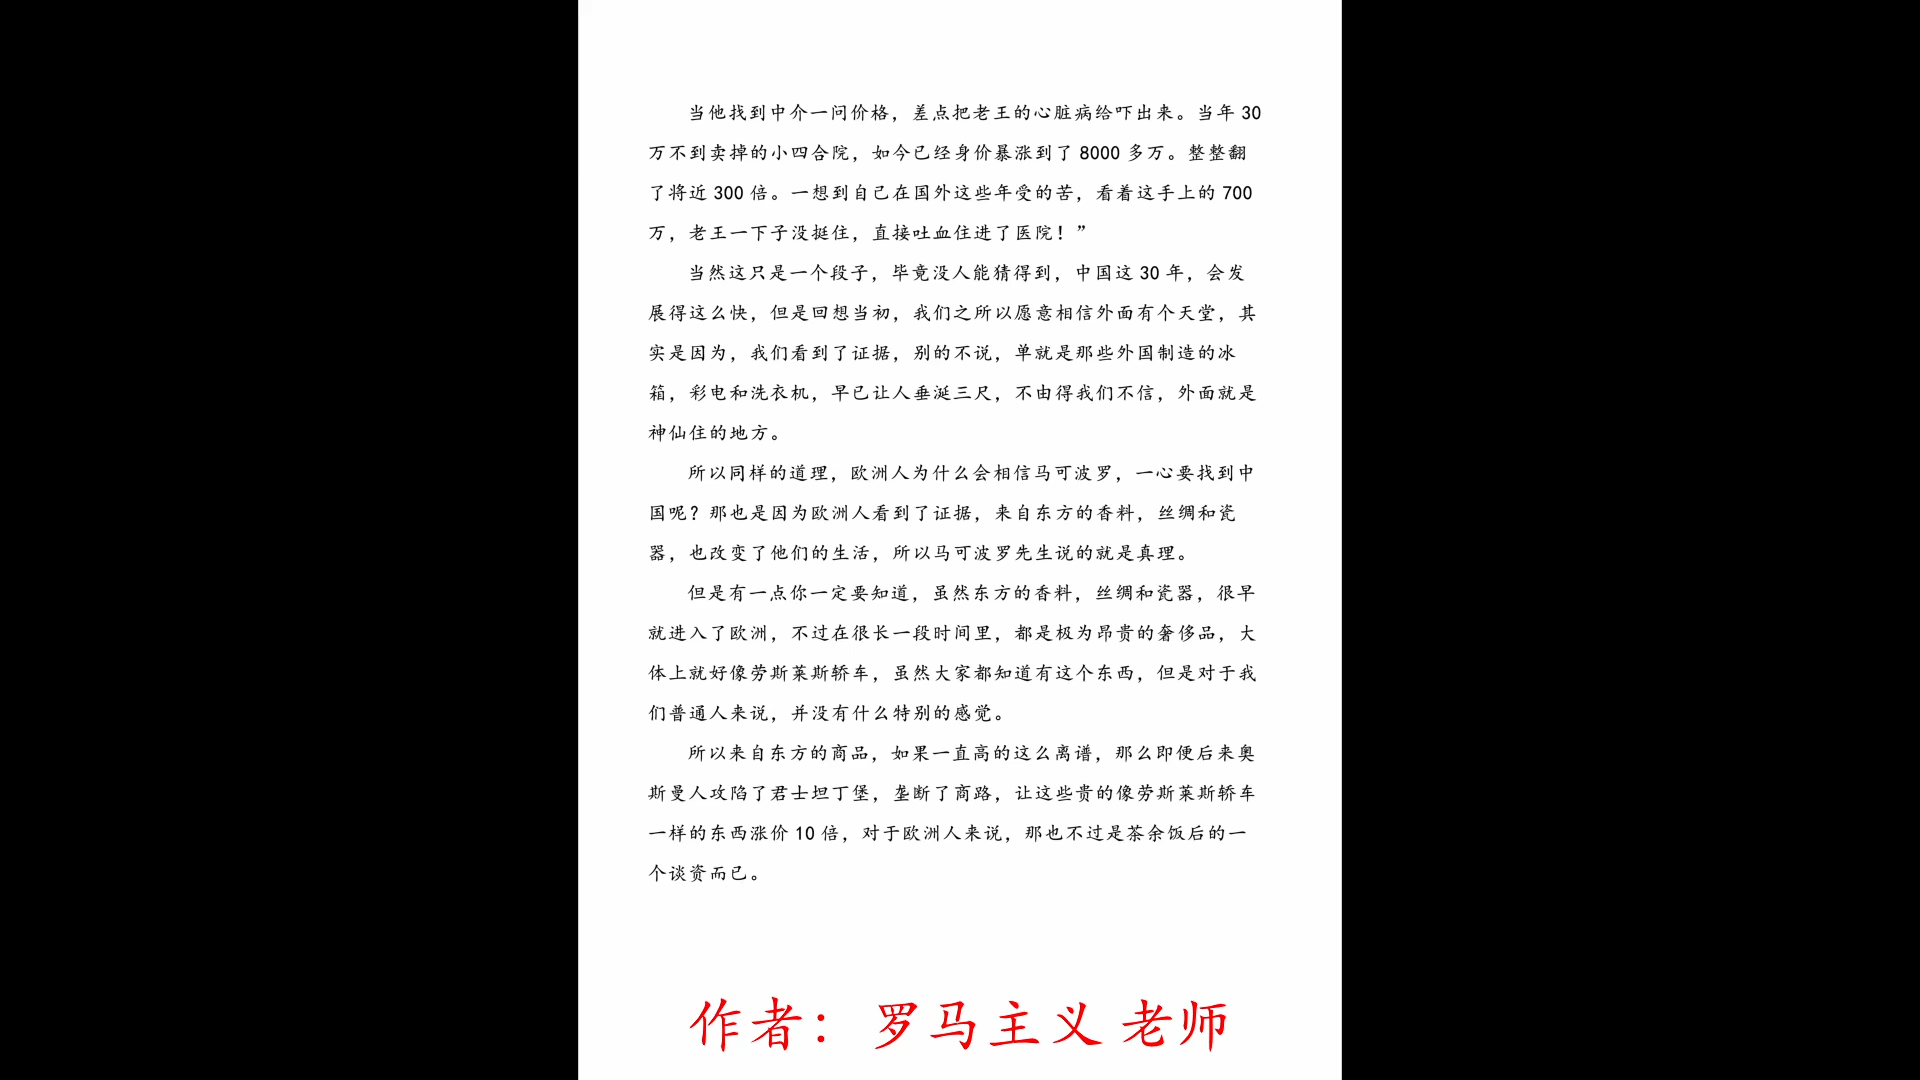 当他找到中介一问价格，差点把老王的心脏病给吓出来。当年 30
万不到卖掉的小四合院，如今已经身价暴涨到了 8000 多万。整整翻
了将近 300 倍。一想到自己在国外这些年受的苦，看着这手上的 700
万，老王一下子没挺住，直接吐血住进了医院！”
当然这只是一个段子，毕竟没人能猜得到，中国这 30 年，会发
展得这么快，但是回想当初，我们之所以愿意相信外面有个天堂，其
实是因为，我们看到了证据，别的不说，单就是那些外国制造的冰
箱，彩电和洗衣机，早已让人垂涎三尺，不由得我们不信，外面就是
神仙住的地方。
所以同样的道理，欧洲人为什么会相信马可波罗，一心要找到中
国呢？那也是因为欧洲人看到了证据，来自东方的香料，丝绸和瓷
器，也改变了他们的生活，所以马可波罗先生说的就是真理。
但是有一点你一定要知道，虽然东方的香料，丝绸和瓷器，很早
就进入了欧洲，不过在很长一段时间里，都是极为昂贵的奢侈品，大
体上就好像劳斯莱斯轿车，虽然大家都知道有这个东西，但是对于我
们普通人来说，并没有什么特别的感觉。
所以来自东方的商品，如果一直高的这么离谱，那么即便后来奥
斯曼人攻陷了君士坦丁堡，垄断了商路，让这些贵的像劳斯莱斯轿车
一样的东西涨价 10 倍，对于欧洲人来说，那也不过是茶余饭后的一
个谈资而已。
作者：罗马主义 老师